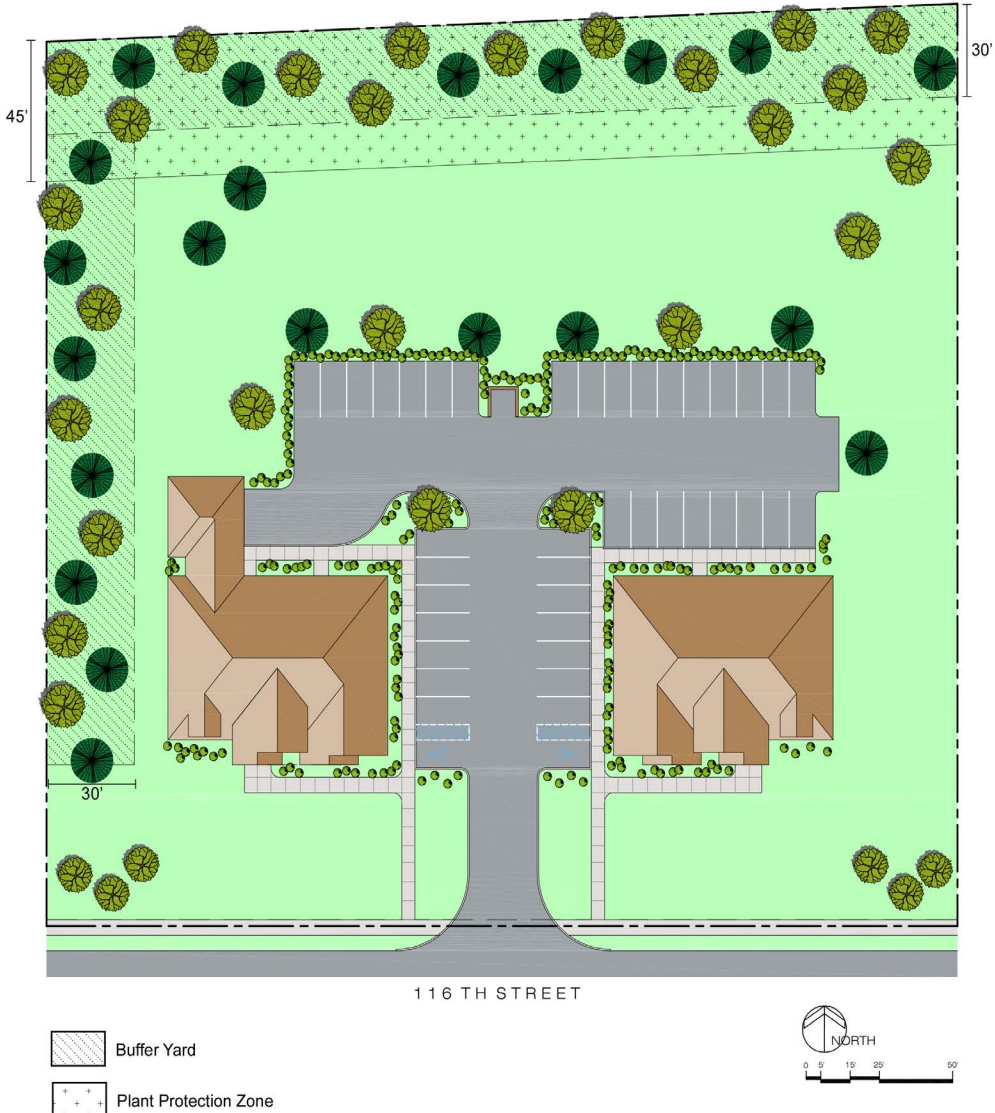 30'
45'
30'
116 TH STREET
Buffer Yard
NORTH
0 5' 15' 25' 50'
Plant Protection Zone